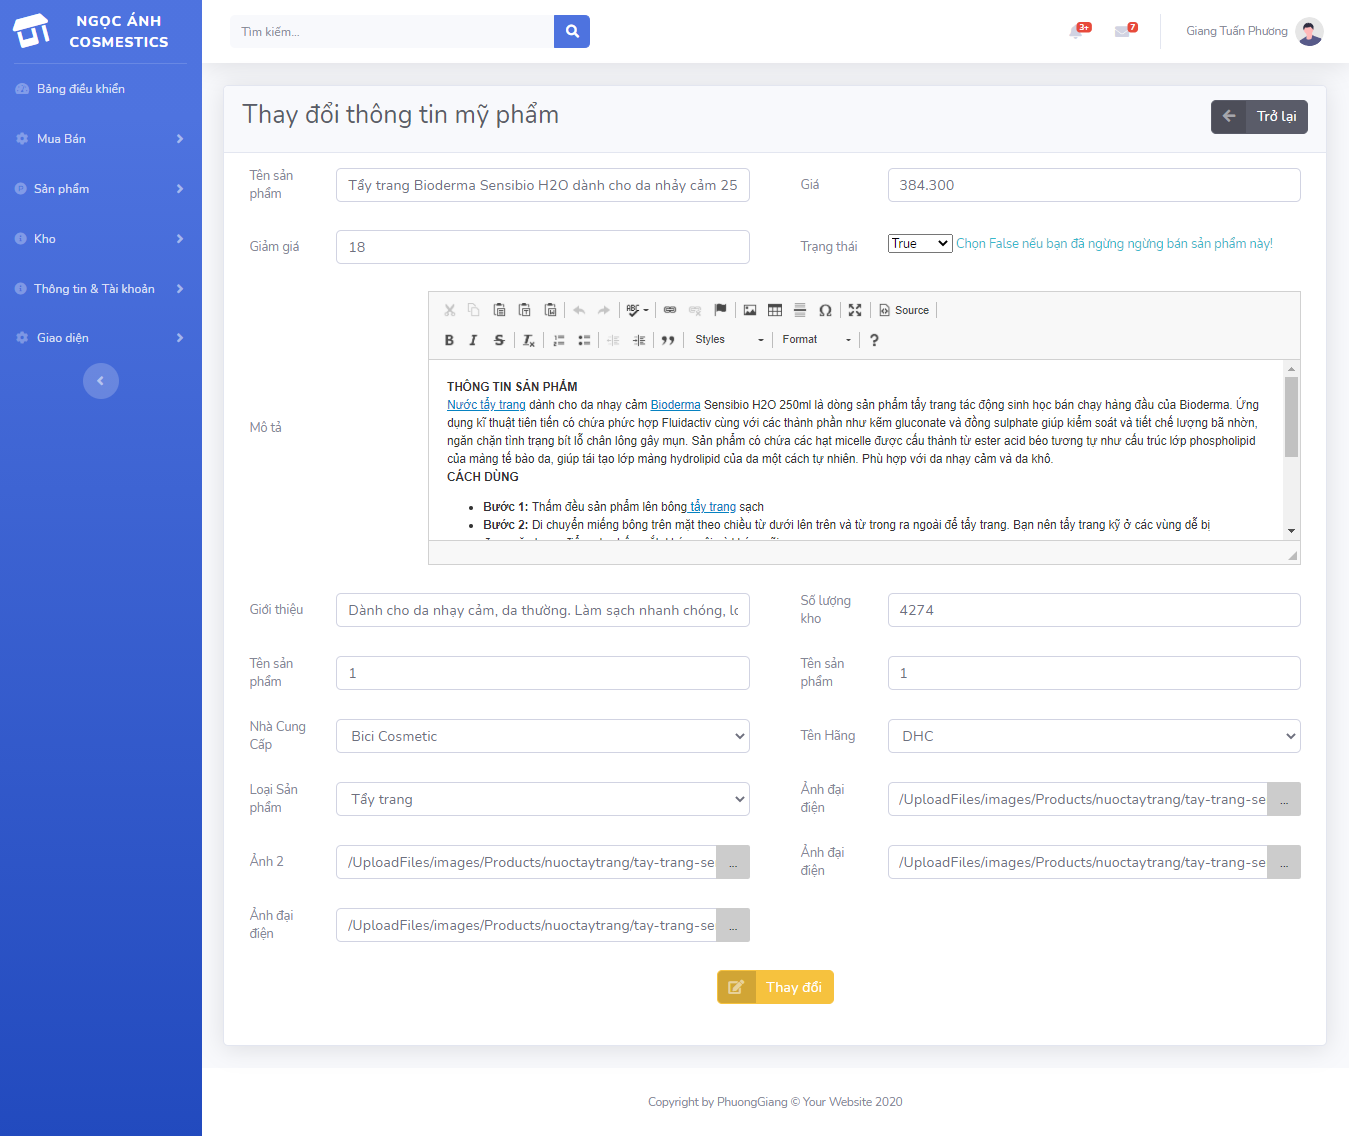 NGỌC ÁNH
COSMESTICS
Tìm kiếm...
3+
7
Giang Tuấn Phương
Bảng điều khiển
Mua Bán
Sản phẩm
Kho
Thông tin & Tài khoản
Giao diện
Thay đổi thông tin mỹ phẩm
Trở lại
Tên sản
phẩm
Tẩy trang Bioderma Sensibio H2O dành cho da nhảy cảm 25
Giá
384.300
Giảm giá
18
Trạng thái
True
Chọn False nếu bạn đã ngừng ngừng bán sản phẩm này!
Mô tả
Source
Styles
Format
THÔNG TIN SẢN PHẨM
Nước tẩy trang dành cho da nhạy cảm Bioderma Sensibio H2O 250ml là dòng sản phẩm tẩy trang tác động sinh học bán chạy hàng đầu của Bioderma. Ứng
dụng kĩ thuật tiên tiến có chứa phức hợp Fluidactiv cùng với các thành phần như kẽm gluconate và đồng sulphate giúp kiểm soát và tiết chế lượng bã nhờn,
ngăn chặn tình trạng bít lỗ chân lông gây mụn. Sản phẩm có chứa các hạt micelle được cấu thành từ ester acid béo tương tự như cấu trúc lớp phospholipid
của màng tế bào da, giúp tái tạo lớp màng hydrolipid của da một cách tự nhiên. Phù hợp với da nhạy cảm và da khô.
CÁCH DÙNG
• Bước 1: Thấm đều sản phẩm lên bông tẩy trang sạch
• Bước 2: Di chuyển miếng bông trên mặt theo chiều từ dưới lên trên và từ trong ra ngoài để tẩy trang. Bạn nên tẩy trang kỹ ở các vùng dễ bị
Giới thiệu
Dành cho da nhạy cảm, da thường. Làm sạch nhanh chóng, lo
Số lượng
kho
4274
Tên sản
phẩm
1
Tên sản
phẩm
1
Nhà Cung
Cấp
Bici Cosmetic
Tên Hãng
DHC
Loại Sản
phẩm
Tẩy trang
Ảnh đại
điện
/UploadFiles/images/Products/nuoctaytrang/tay-trang-se
...
Ảnh 2
/UploadFiles/images/Products/nuoctaytrang/tay-trang-se
...
Ảnh đại
điện
/UploadFiles/images/Products/nuoctaytrang/tay-trang-se
...
Ảnh đại
điện
/UploadFiles/images/Products/nuoctaytrang/tay-trang-se
...
Thay đổi
Copyright by PhuongGiang © Your Website 2020